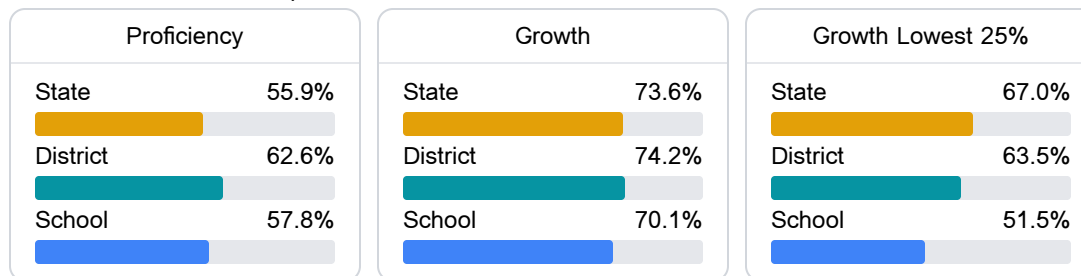 Proficiency
State 55.9%
District 62.6%
School 57.8%
Growth
State 73.6%
District 74.2%
School 70.1%
Growth Lowest 25%
State 67.0%
District 63.5%
School 51.5%